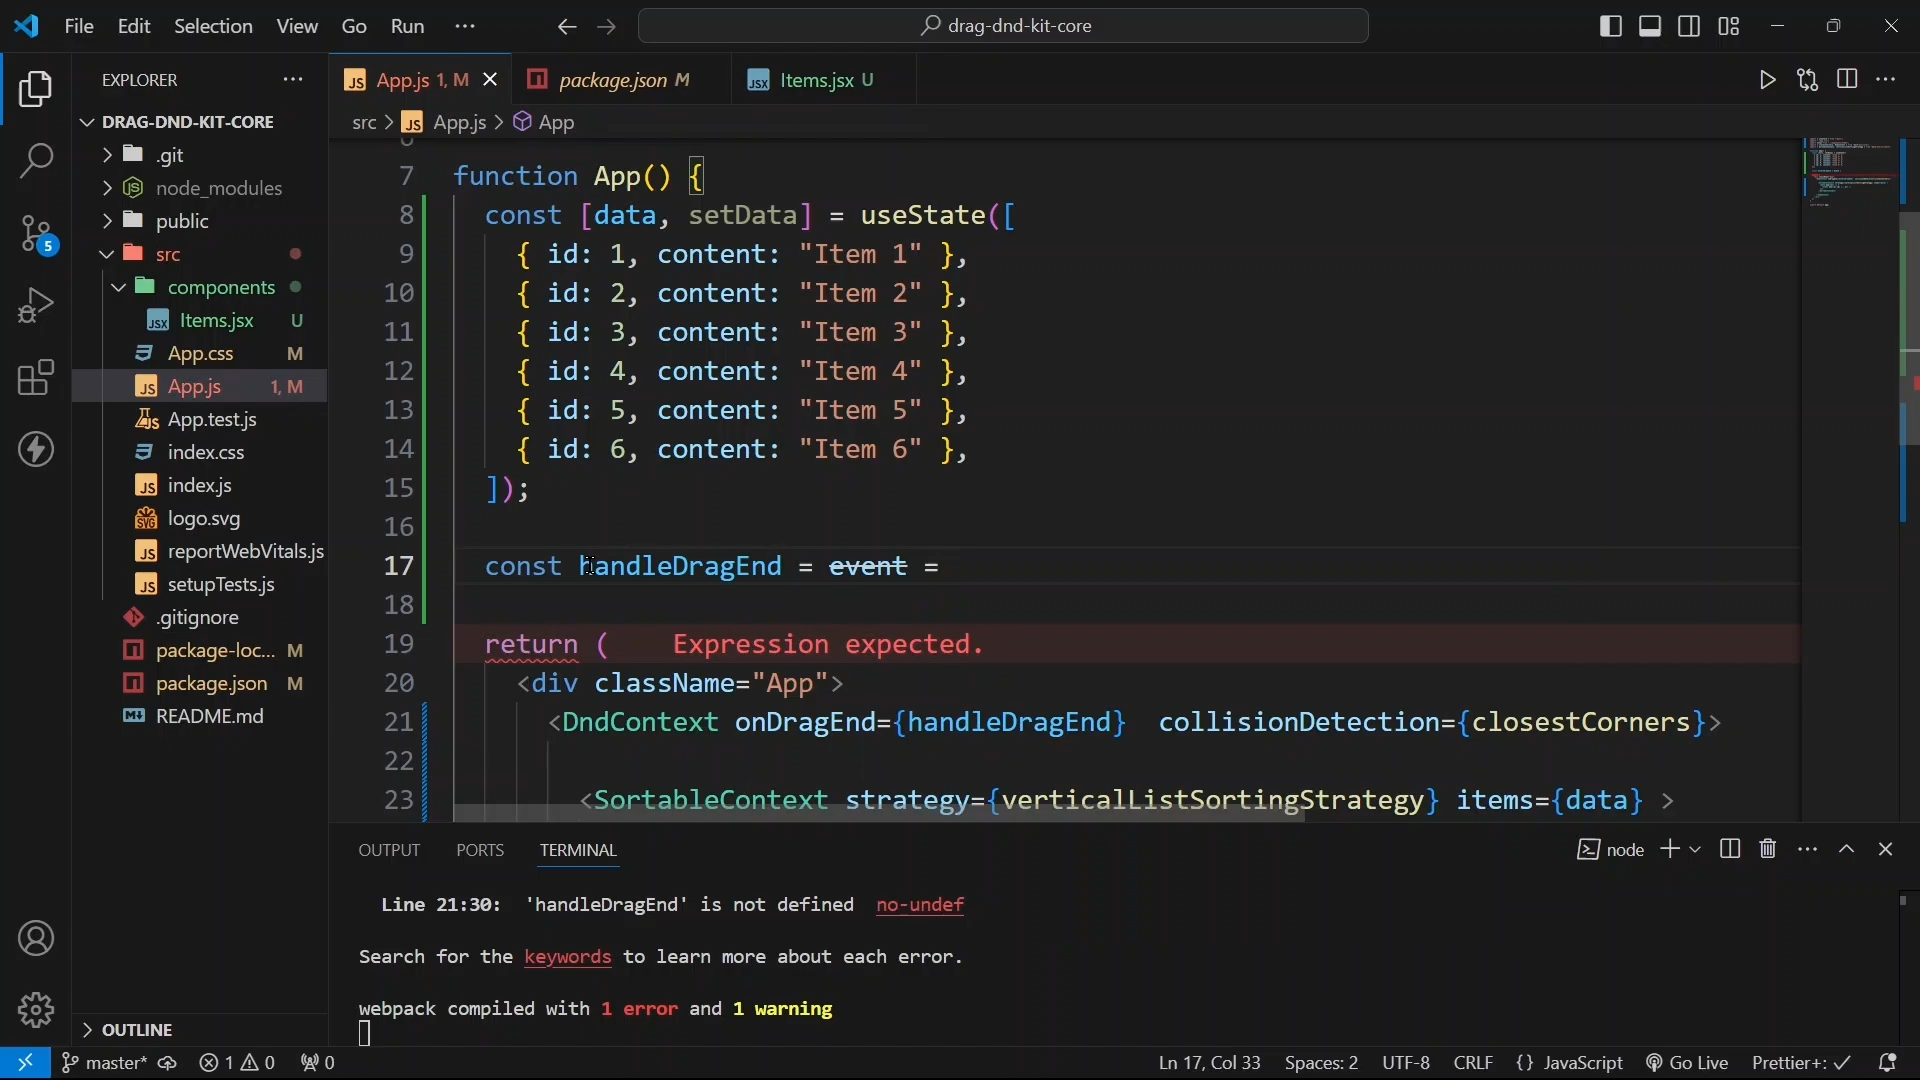 File Edit Selection View Go Run ... drag-dnd-kit-core
EXPLORER ...
DRAG-DND-KIT-CORE
.git
node_modules
public
src
components
Items.jsx U
App.css M
JS App.js 1, M
App.test.js
index.css
JS index.js
logo.svg
JS reportWebVitals.js
JS setupTests.js
.gitignore
package-loc... M
package.json M
README.md
OUTLINE
JS App.js 1, M package.json M JSX Items.jsx U
src > JS App.js > App
6
7 function App() {
8 const [data, setData] = useState([
9 { id: 1, content: "Item 1" },
10 { id: 2, content: "Item 2" },
11 { id: 3, content: "Item 3" },
12 { id: 4, content: "Item 4" },
13 { id: 5, content: "Item 5" },
14 { id: 6, content: "Item 6" },
15 ]);
16
17 const handleDragEnd = event =
18
19 return ( Expression expected.
20 <div className="App">
21 <DndContext onDragEnd={handleDragEnd} collisionDetection={closestCorners}>
22
23 <SortableContext strategy={verticalListSortingStrategy} items={data} >
OUTPUT PORTS TERMINAL node
Line 21:30: 'handleDragEnd' is not defined no-undef
Search for the keywords to learn more about each error.
webpack compiled with 1 error and 1 warning
5
master* 1 0 0 Ln 17, Col 33 Spaces: 2 UTF-8 CRLF {} JavaScript Go Live Prettier+: ✓